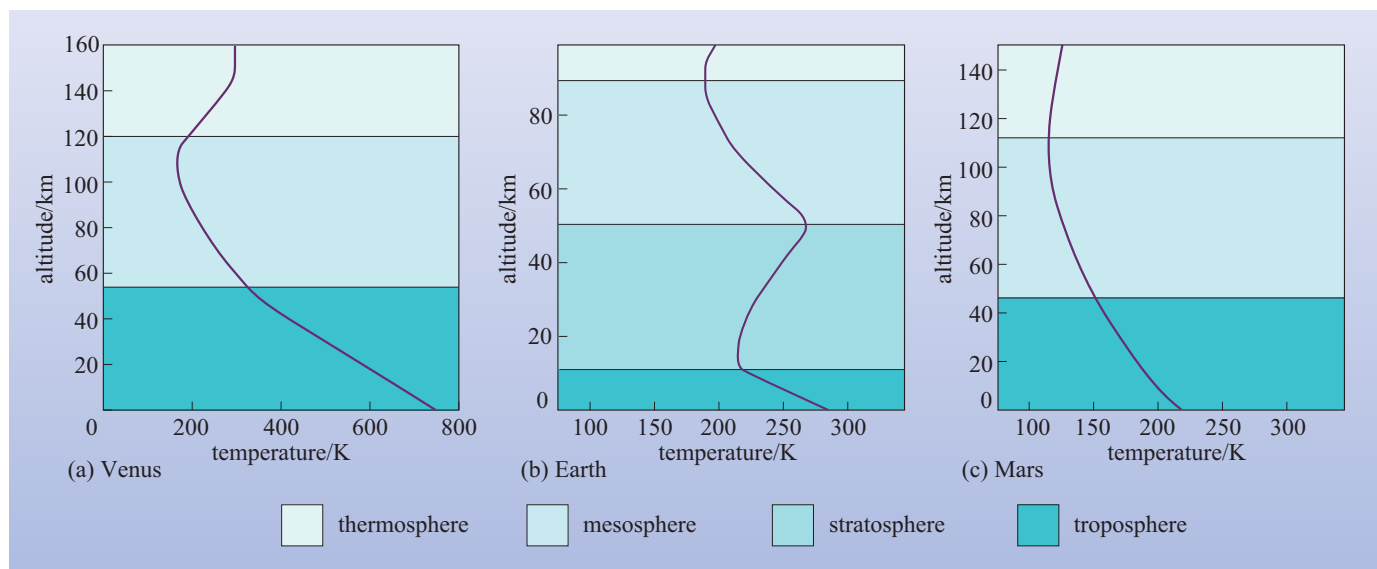 160
140
120
100
80
60
40
20
0
200
400
600
800
altitude/km
temperature/K
(a) Venus
80
60
40
20
0
100
150
200
250
300
altitude/km
temperature/K
(b) Earth
140
120
100
80
60
40
20
0
100
150
200
250
300
altitude/km
temperature/K
(c) Mars
thermosphere
mesosphere
stratosphere
troposphere